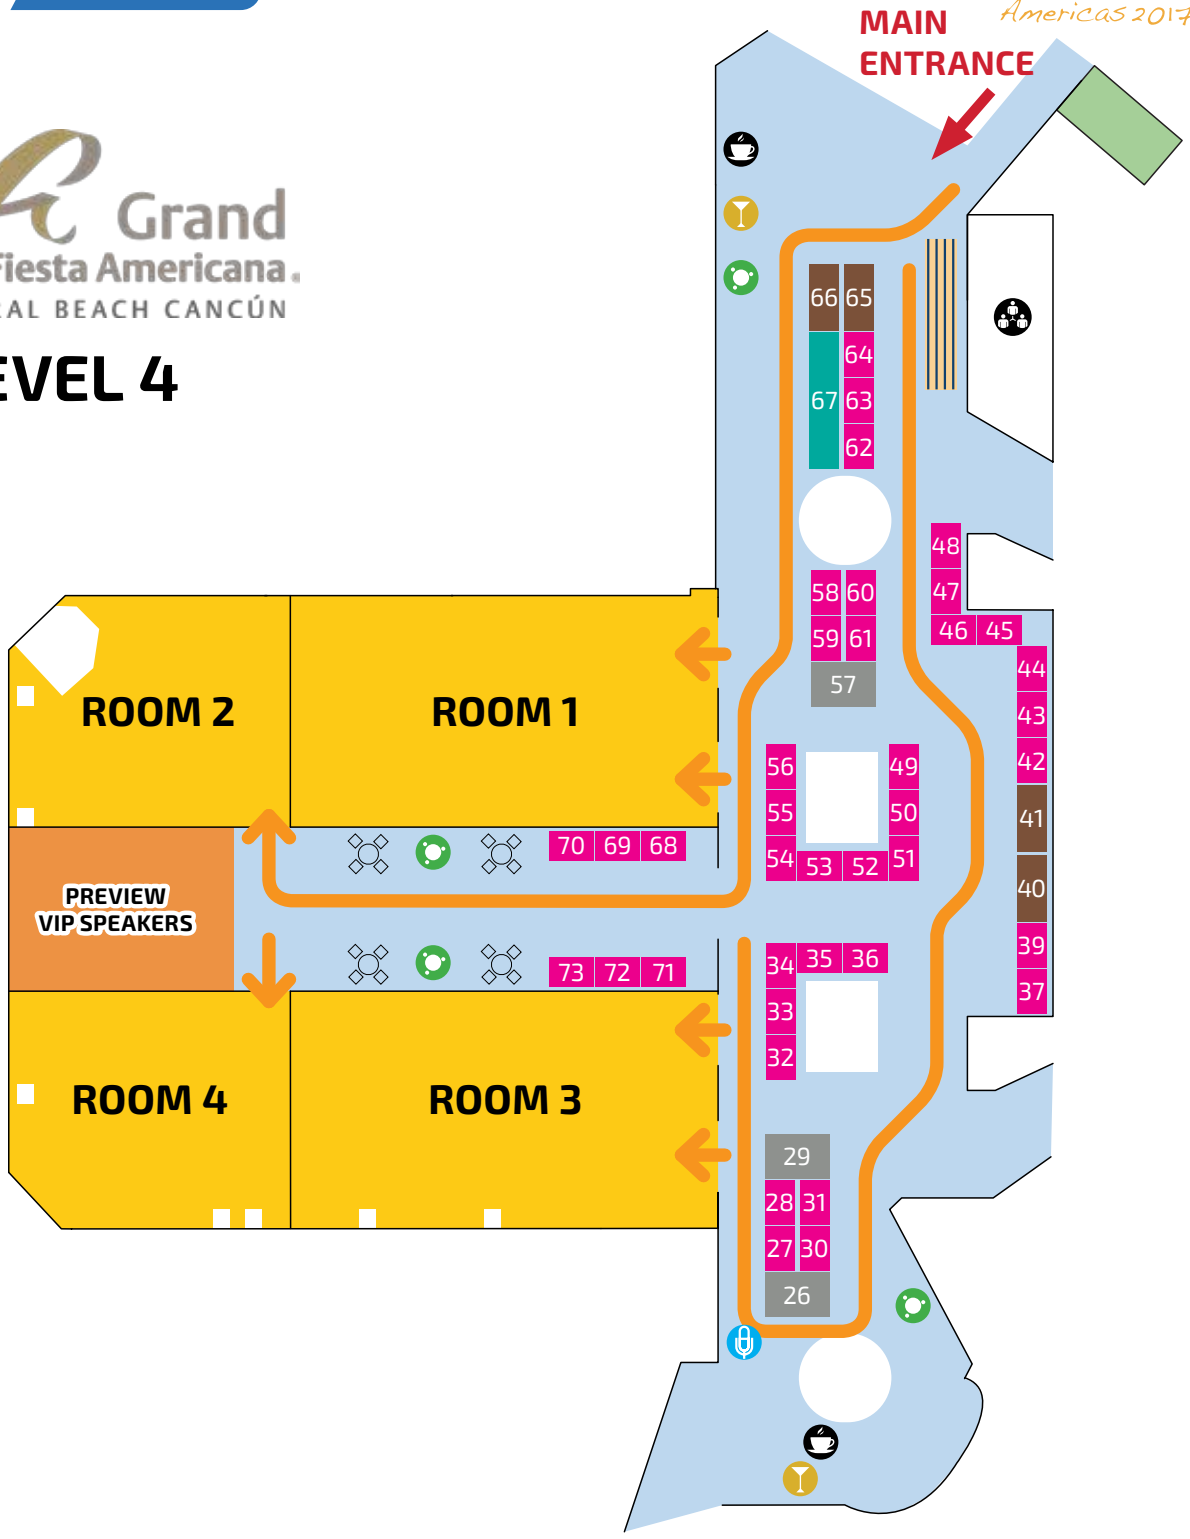 Americas 2017
MAIN
ENTRANCE
Grand
Fiesta Americana
RAL BEACH CANCÚN
EVEL 4
66 65
64
67 63
62
48
58 60 47
59 61 46 45
57 44
ROOM 2 ROOM 1 43
56 49 42
55 50 41
70 69 68 54 53 52 51
PREVIEW 40
VIP SPEAKERS
34 35 36 39
73 72 71 33 37
32
ROOM 4 ROOM 3
29
28 31
27 30
26